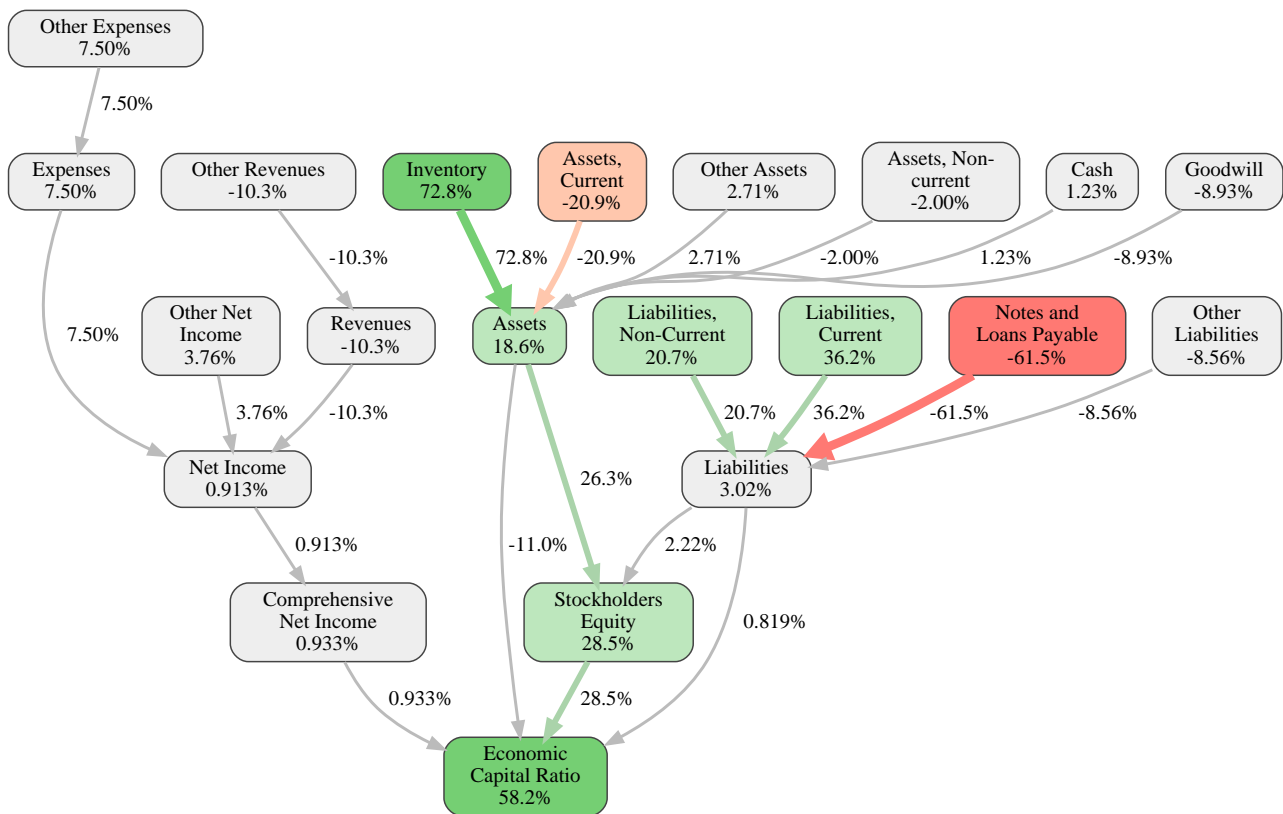 Other Expenses
7.50%
7.50%
Expenses
7.50%
Other Revenues
-10.3%
Inventory
72.8%
Assets,
Current
-20.9%
Other Assets
2.71%
Assets, Non-
current
-2.00%
Cash
1.23%
Goodwill
-8.93%
-10.3%
72.8%
-20.9%
2.71%
-2.00%
1.23%
-8.93%
7.50%
Other Net
Income
3.76%
Revenues
-10.3%
Assets
18.6%
Liabilities,
Non-Current
20.7%
Liabilities,
Current
36.2%
Notes and
Loans Payable
-61.5%
Other
Liabilities
-8.56%
3.76%
-10.3%
20.7%
36.2%
-61.5%
-8.56%
Net Income
0.913%
26.3%
Liabilities
3.02%
0.913%
-11.0%
2.22%
Comprehensive
Net Income
0.933%
Stockholders
Equity
28.5%
0.819%
0.933%
28.5%
Economic
Capital Ratio
58.2%